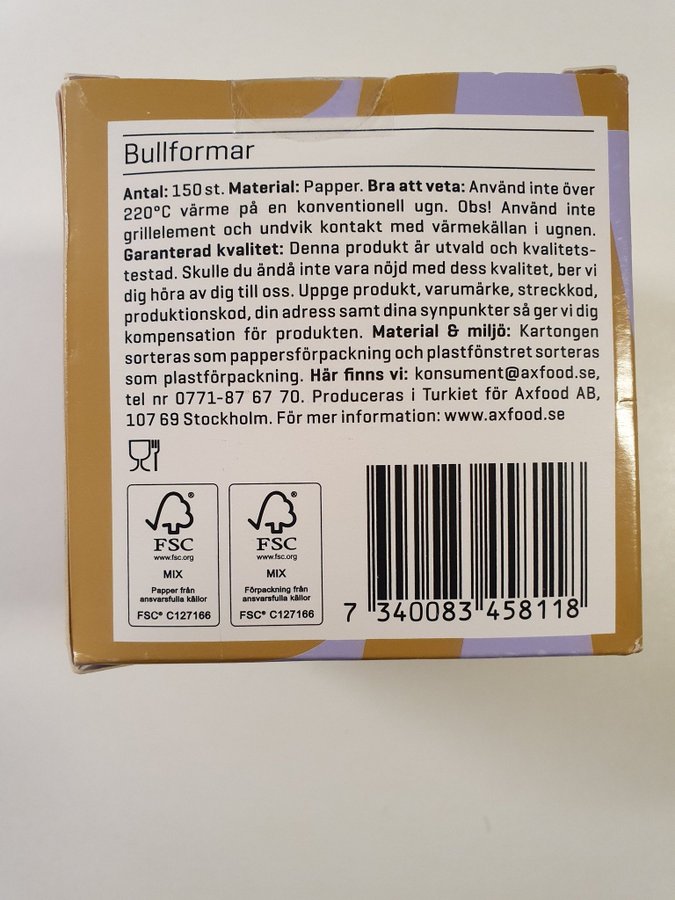 Bullformar
Antal: 150 st. Material: Papper. Bra att veta: Använd inte över
220°C värme på en konventionell ugn. Obs! Använd inte
grillelement och undvik kontakt med värmekällan i ugnen.
Garanterad kvalitet: Denna produkt är utvald och kvalitets-
testad. Skulle du ändå inte vara nöjd med dess kvalitet, ber vi
dig höra av dig till oss. Uppge produkt, varumärke, streckkod,
produktionskod, din adress samt dina synpunkter så ger vi dig
kompensation för produkten. Material & miljö: Kartongen
sorteras som pappersförpackning och plastfönstret sorteras
som plastförpackning. Här finns vi: konsument@axfood.se,
tel nr 0771-87 67 70. Produceras i Turkiet för Axfood AB,
107 69 Stockholm. För mer information: www.axfood.se
®
FSC
www.fsc.org
MIX
Papper från
ansvarsfulla källor
FSC® C127166
®
FSC
www.fsc.org
MIX
Förpackning från
ansvarsfulla källor
FSC® C127166
7 340083 458118